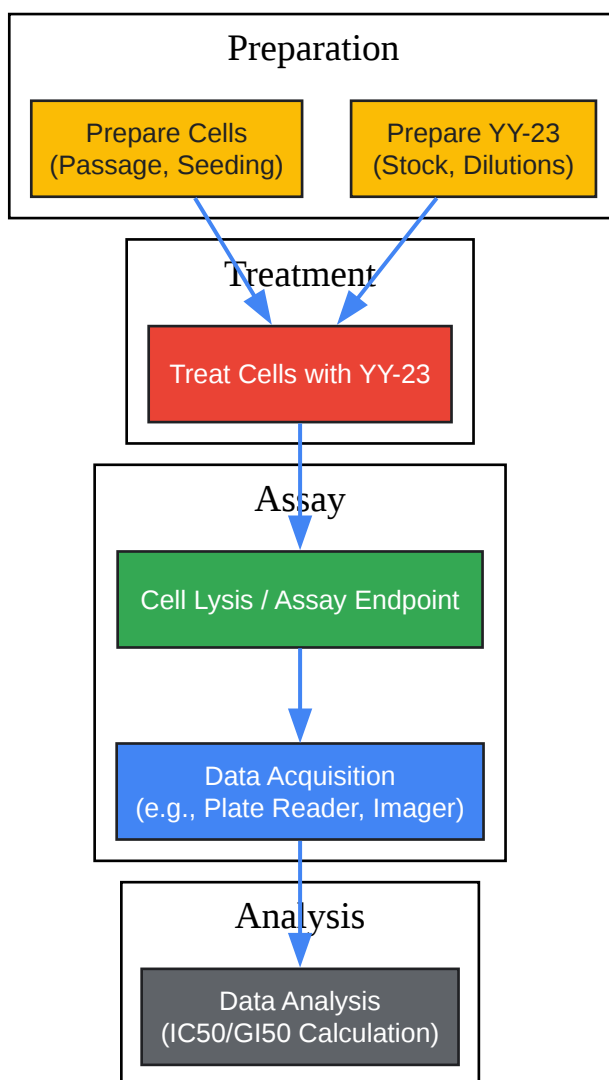 Preparation
Prepare Cells
(Passage, Seeding)
Prepare YY-23
(Stock, Dilutions)
Treatment
Treat Cells with YY-23
Assay
Cell Lysis / Assay Endpoint
Data Acquisition
(e.g., Plate Reader, Imager)
Analysis
Data Analysis
(IC50/GI50 Calculation)